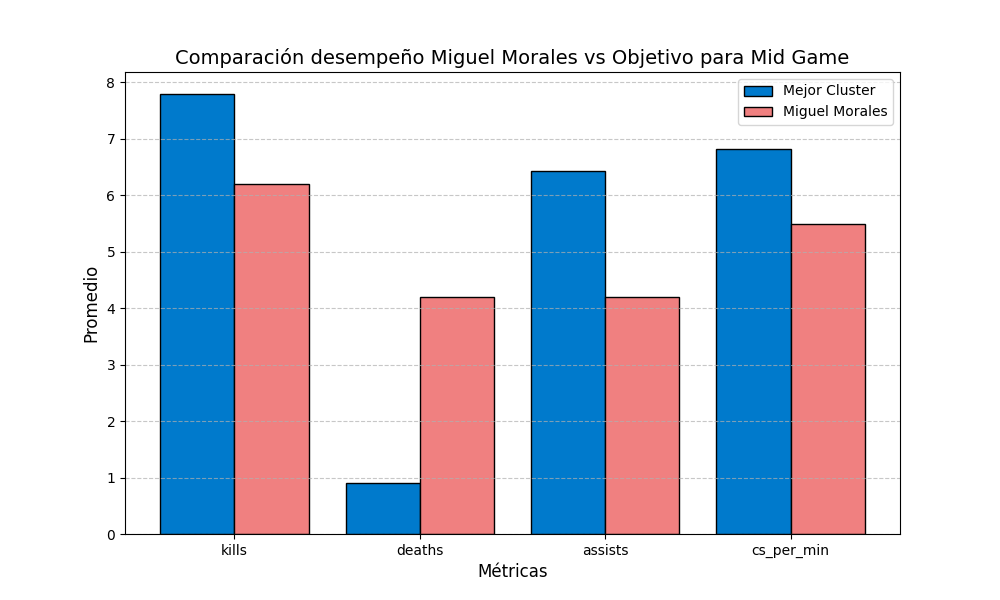 Comparación desempeño Miguel Morales vs Objetivo para Mid Game
Mejor Cluster
Miguel Morales
Promedio
8
7
6
5
4
3
2
1
0
kills deaths assists cs_per_min
Métricas